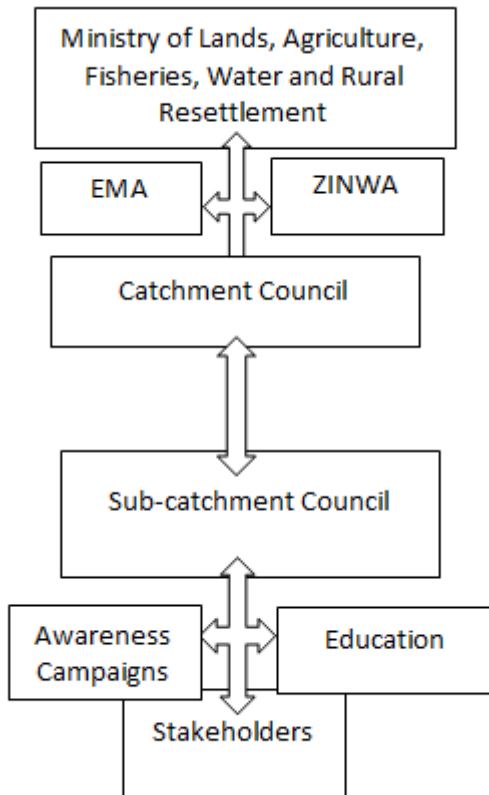 Ministry of Lands, Agriculture,
Fisheries, Water and Rural
Resettlement
EMA
ZINWA
Catchment Council
Sub-catchment Council
Awareness
Campaigns
Education
Stakeholders